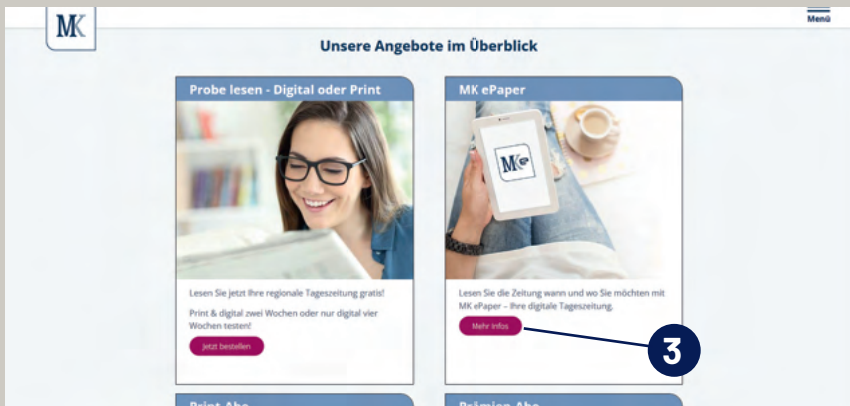 MK
Menü
Unsere Angebote im Überblick
Probe lesen - Digital oder Print
MK ePaper
MK eP
Lesen Sie jetzt Ihre regionale Tageszeitung gratis!
Print & digital zwei Wochen oder nur digital vier
Wochen testen!
Jetzt bestellen
Lesen Sie die Zeitung wann und wo Sie möchten mit
MK ePaper – Ihre digitale Tageszeitung.
Mehr Infos
3
Print-Abo
Prämien-Abo